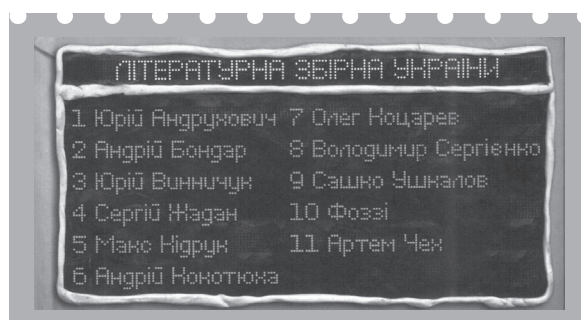 ЛІТЕРАТУРНА ЗБІРНА УКРАЇНИ
1 Юрій Андрухович
2 Андрій Бондар
3 Юрій Винничук
4 Сергій Жадан
5 Макс Кідрук
6 Андрій Кокотюха
7 Олег Коцарев
8 Володимир Сергієнко
9 Сашко Ушкалов
10 Фоззі
11 Артем Чех